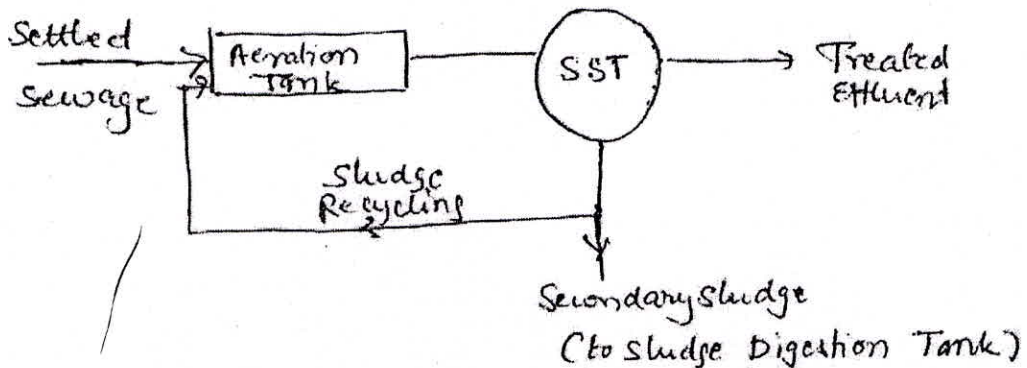 Settled
Sewage
Aeration
Tank
SST
Treated
Effluent
Sludge
Recycling
Secondary Sludge
(to Sludge Digestion Tank)